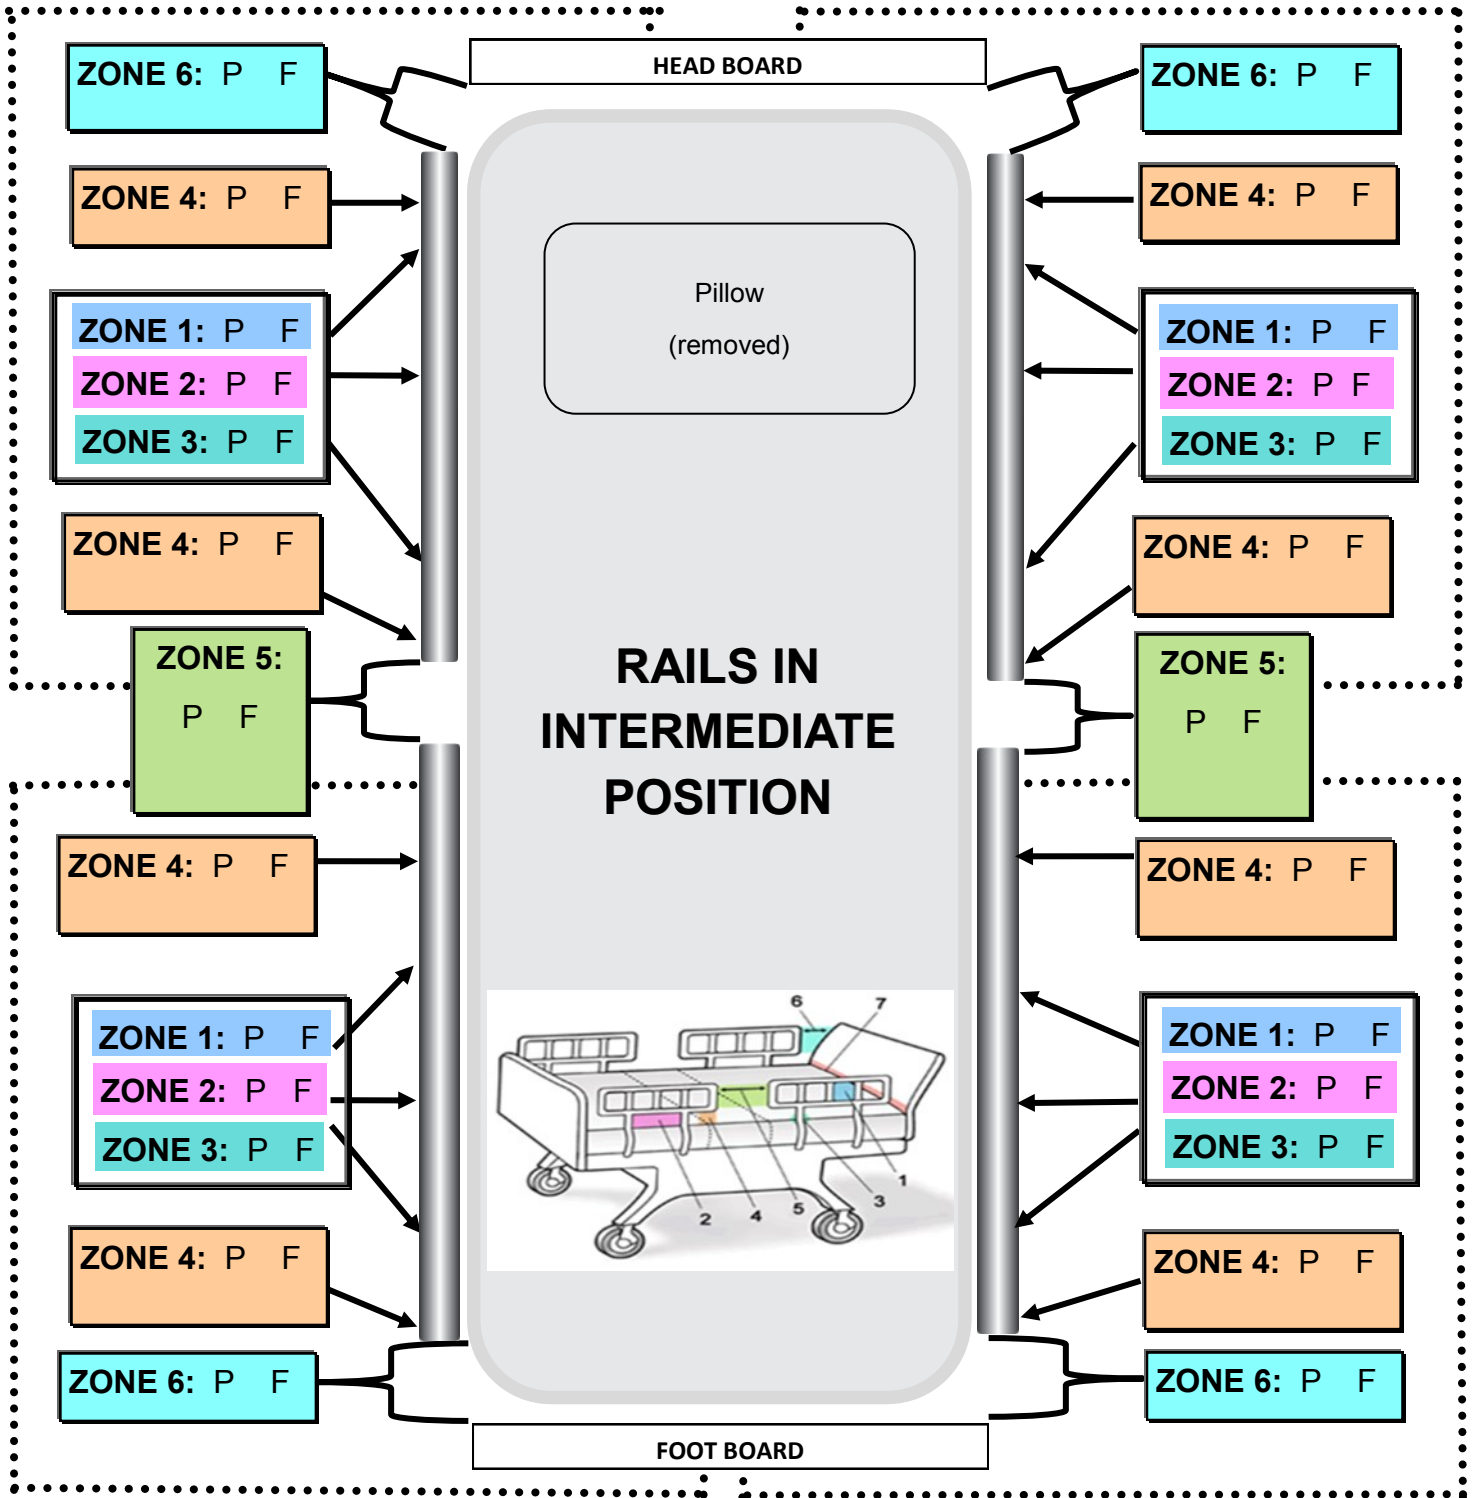 HEAD BOARD
ZONE 6: P F
ZONE 6: P F
ZONE 4: P F
ZONE 4: P F
Pillow
(removed)
ZONE 1: P F
ZONE 2: P F
ZONE 3: P F
ZONE 1: P F
ZONE 2: P F
ZONE 3: P F
ZONE 4: P F
ZONE 4: P F
ZONE 5:
P F
RAILS IN
INTERMEDIATE
POSITION
ZONE 5:
P F
ZONE 4: P F
ZONE 4: P F
ZONE 1: P F
ZONE 2: P F
ZONE 3: P F
6
7
1
2
4
5
3
ZONE 1: P F
ZONE 2: P F
ZONE 3: P F
ZONE 4: P F
ZONE 4: P F
ZONE 6: P F
ZONE 6: P F
FOOT BOARD